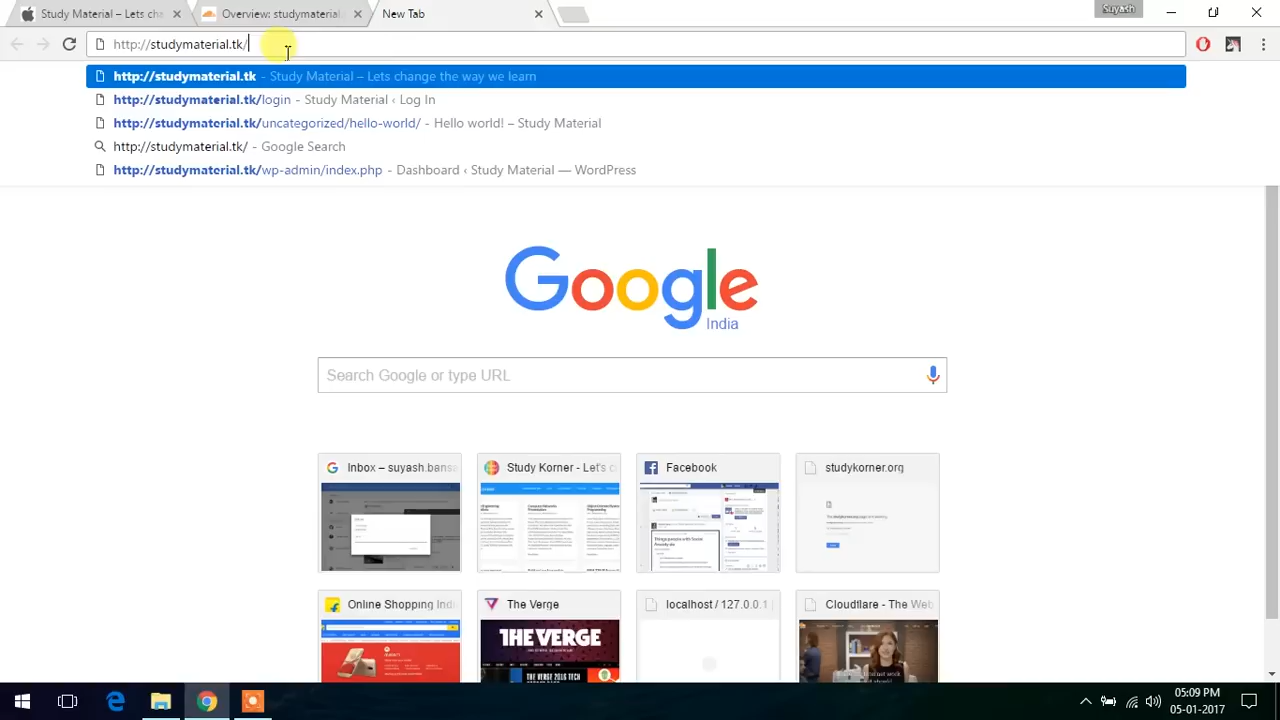 Study Material – Lets cha
Overview: studymaterial.
New Tab
Suyash
http://studymaterial.tk/
http://studymaterial.tk - Study Material – Lets change the way we learn
http://studymaterial.tk/login - Study Material ‹ Log In
http://studymaterial.tk/uncategorized/hello-world/ - Hello world! – Study Material
http://studymaterial.tk/ - Google Search
http://studymaterial.tk/wp-admin/index.php - Dashboard ‹ Study Material — WordPress
Google
India
Search Google or type URL
Inbox – suyash.bansa
Study Korner - Let's c
Facebook
studykorner.org
Online Shopping Indi
The Verge
localhost / 127.0.0.1
Cloudflare - The Web
THE VERGE
05:09 PM
05-01-2017